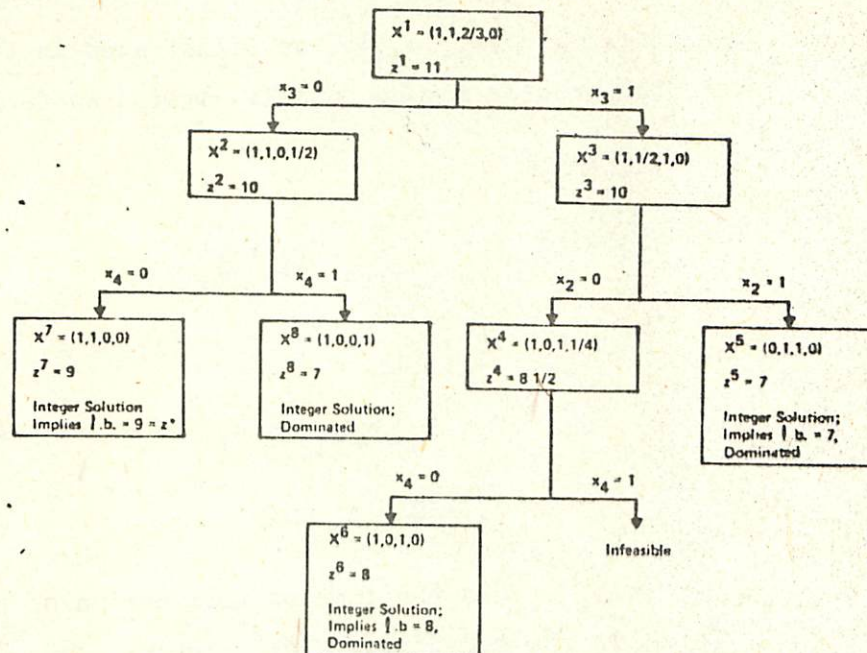 X¹ = (1,1,2/3,0)
z¹ = 11
x₃ = 0
x₃ = 1
X² = (1,1,0,1/2)
z² = 10
X³ = (1,1/2,1,0)
z³ = 10
x₄ = 0
x₄ = 1
x₂ = 0
x₂ = 1
X⁷ = (1,1,0,0)
z⁷ = 9
Integer Solution
Implies l.b. = 9 = z*
X⁸ = (1,0,0,1)
z⁸ = 7
Integer Solution;
Dominated
X⁴ = (1,0,1,1/4)
z⁴ = 8 1/2
X⁵ = (0,1,1,0)
z⁵ = 7
Integer Solution;
Implies l.b. = 7,
Dominated
x₄ = 0
x₄ = 1
X⁶ = (1,0,1,0)
z⁶ = 8
Integer Solution;
Implies l.b = 8,
Dominated
Infeasible